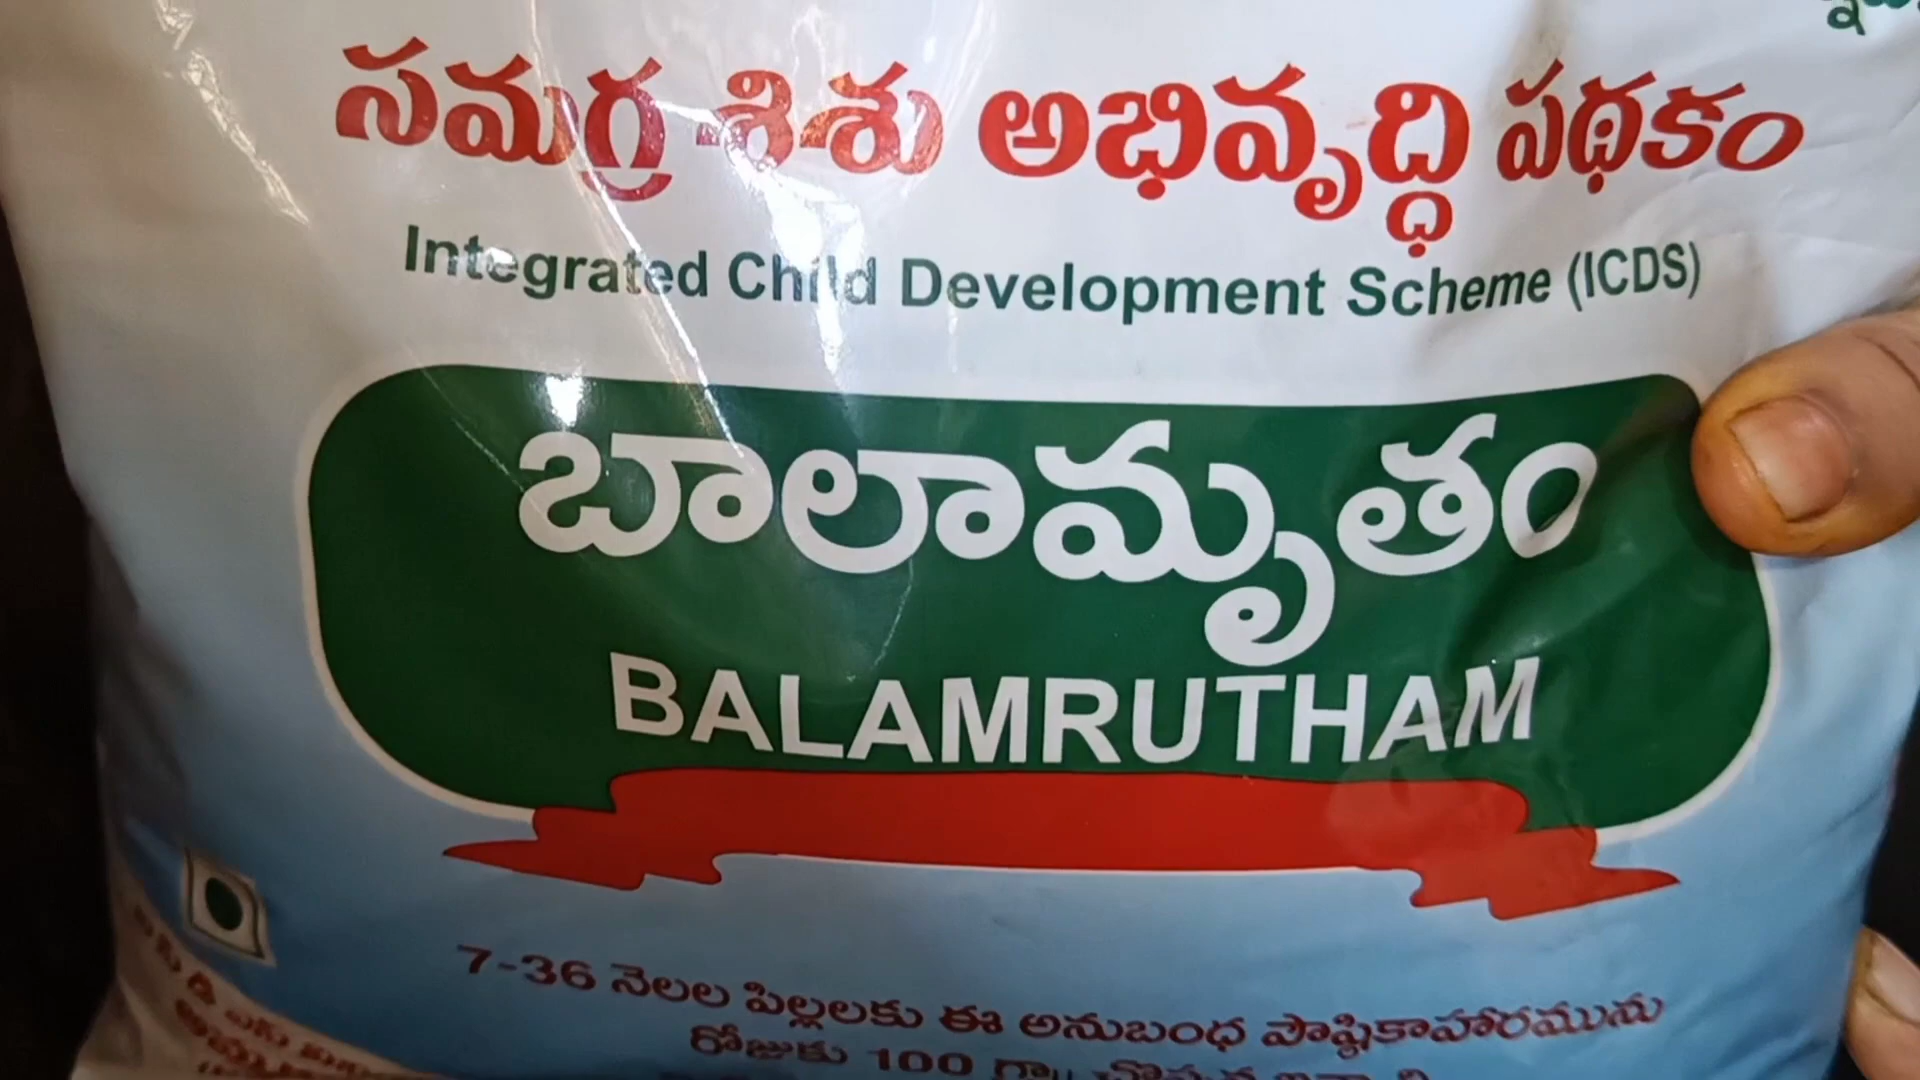 సమగ్ర శిశు అభివృద్ధి పథకం
Integrated Child Development Scheme (ICDS)
బాలామృతం
BALAMRUTHAM
7-36 నెలల పిల్లలకు ఈ అనుబంధ పౌష్ఠికాహారమును
రోజుకు 100 గ్రా॥ చొప్పున